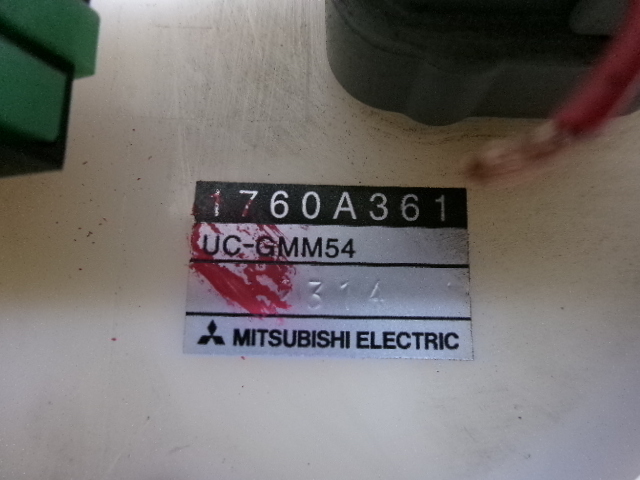 1760A361
UC-GMM54
314
MITSUBISHI ELECTRIC